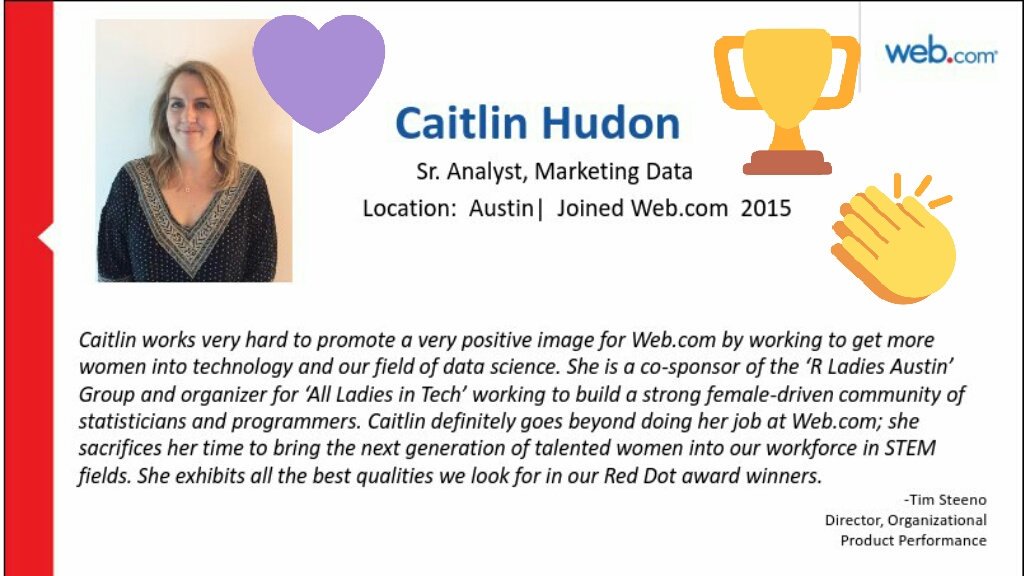 web.com®
Caitlin Hudon
Sr. Analyst, Marketing Data
Location:  Austin|  Joined Web.com  2015
Caitlin works very hard to promote a very positive image for Web.com by working to get more
women into technology and our field of data science. She is a co-sponsor of the ‘R Ladies Austin’
Group and organizer for ‘All Ladies in Tech’ working to build a strong female-driven community of
statisticians and programmers. Caitlin definitely goes beyond doing her job at Web.com; she
sacrifices her time to bring the next generation of talented women into our workforce in STEM
fields. She exhibits all the best qualities we look for in our Red Dot award winners.
-Tim Steeno
Director, Organizational
Product Performance